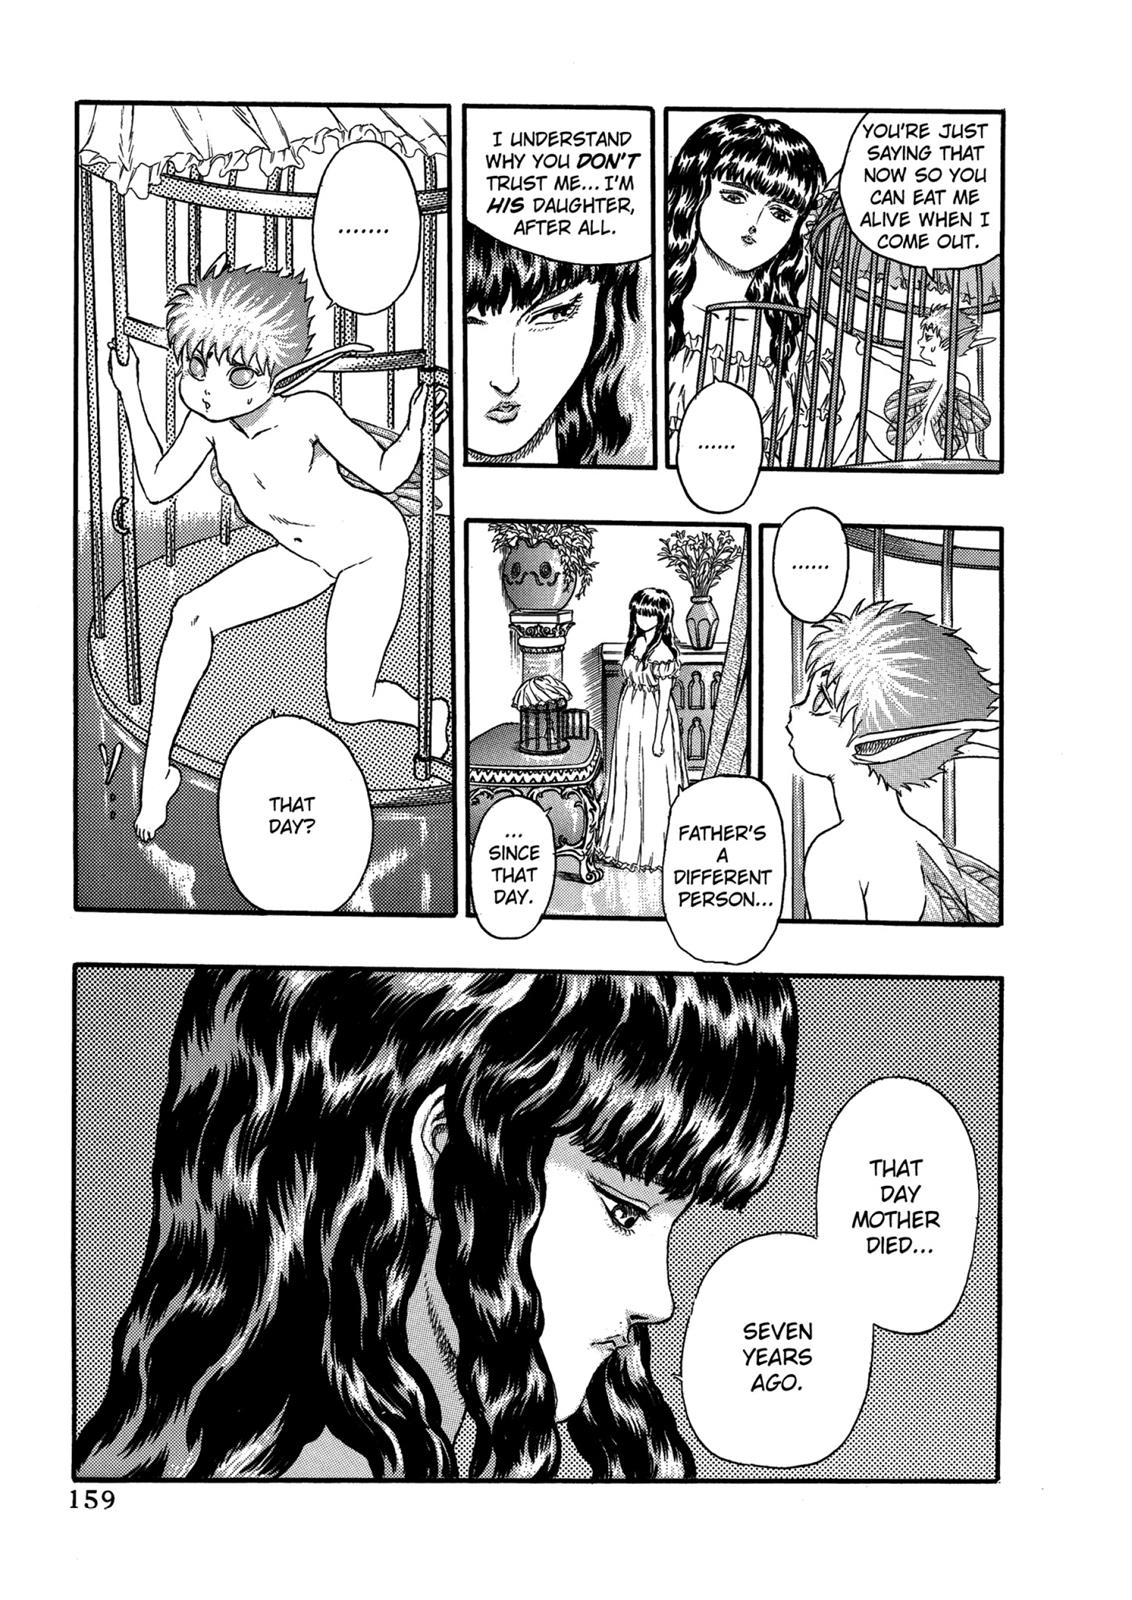 YOU'RE JUST
SAYING THAT
NOW SO YOU
CAN EAT ME
ALIVE WHEN I
COME OUT.
......
I UNDERSTAND
WHY YOU DON'T
TRUST ME... I'M
HIS DAUGHTER,
AFTER ALL.
.......
......
FATHER'S
A
DIFFERENT
PERSON...
...
SINCE
THAT
DAY.
THAT
DAY?
THAT
DAY
MOTHER
DIED...
SEVEN
YEARS
AGO.
159